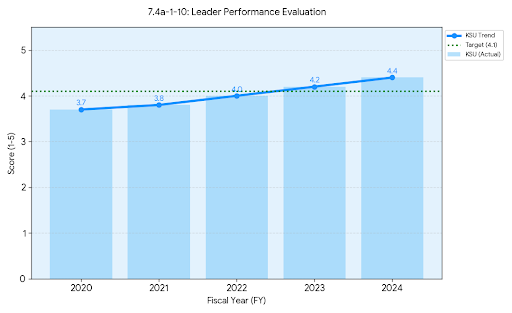 7.4a-1-10: Leader Performance Evaluation
KSU Trend
Target (4.1)
KSU (Actual)
Score (1-5)
5
4
3
2
1
0
3.7
3.8
4.0
4.2
4.4
2020
2021
2022
2023
2024
Fiscal Year (FY)